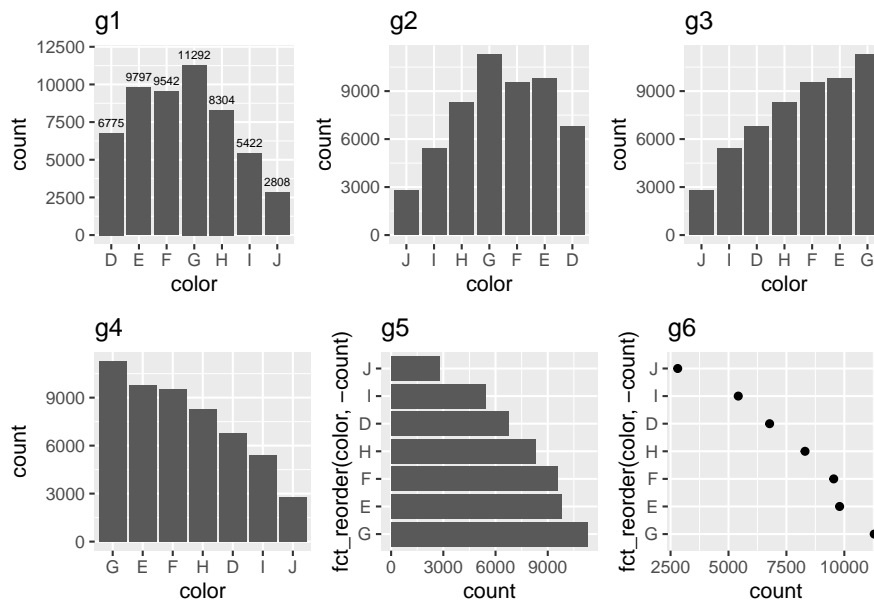 g1
12500
10000
7500
5000
2500
0
count
6775
9797
9542
11292
8304
5422
2808
D E F G H I J
color
g2
9000
6000
3000
0
count
J I H G F E D
color
g3
9000
6000
3000
0
count
J I D H F E G
color
g4
9000
6000
3000
0
count
G E F H D I J
color
g5
fct_reorder(color, -count)
J
I
D
H
F
E
G
0 3000 6000 9000
count
g6
fct_reorder(color, -count)
J
I
D
H
F
E
G
2500 5000 7500 10000
count